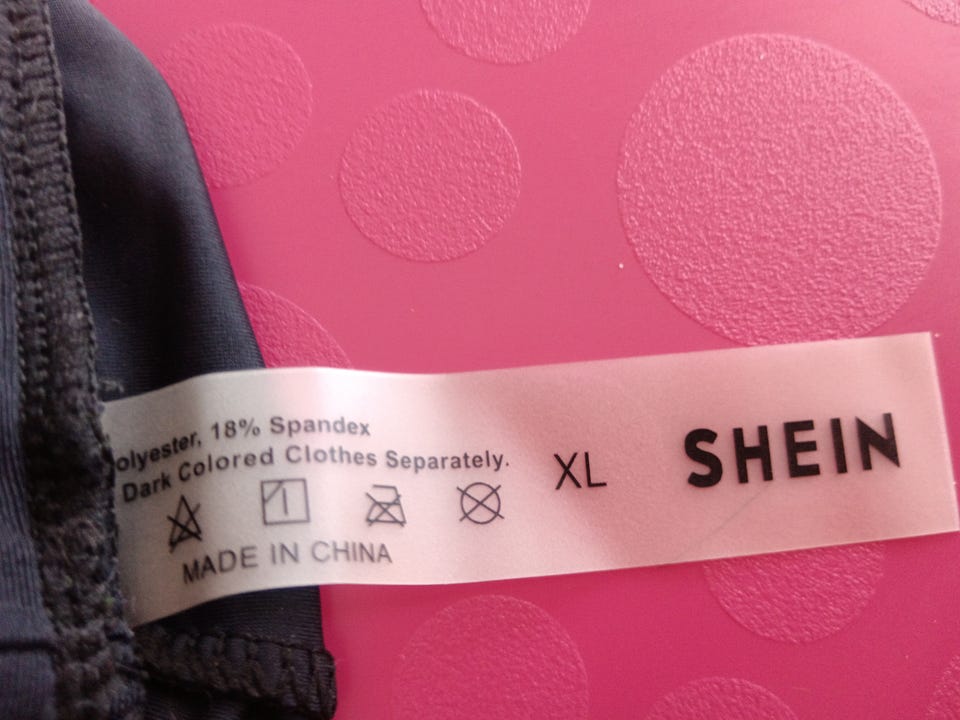 olyester, 18% Spandex
Dark Colored Clothes Separately.
XL
SHEIN
MADE IN CHINA